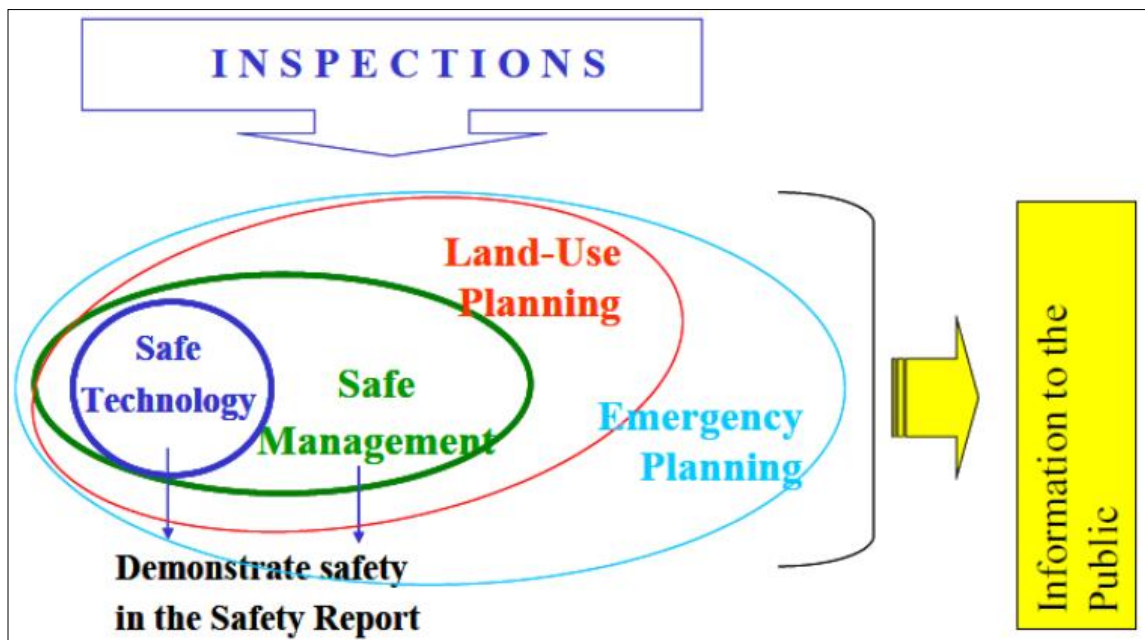 I N S P E C T I O N S
Land-Use
Planning
Safe
Technology
Safe
Management
Emergency
Planning
Demonstrate safety
in the Safety Report
Information to the
Public